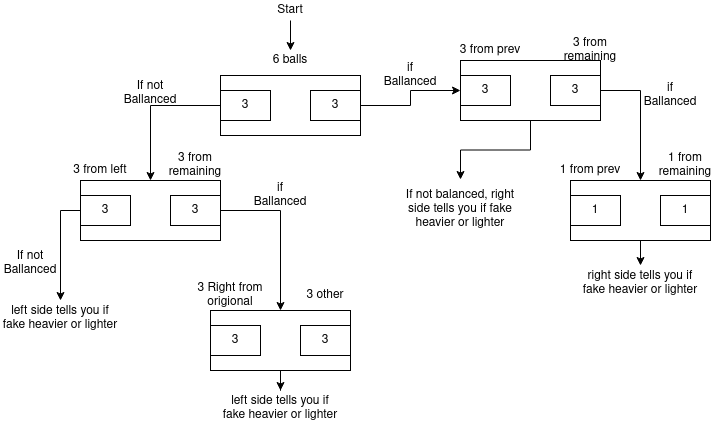 Start
6 balls
3
3
if
Ballanced
3 from prev
3 from
remaining
3
3
if
Ballanced
If not
Ballanced
3 from left
3 from
remaining
3
3
if
Ballanced
If not balanced, right
side tells you if fake
heavier or lighter
1 from prev
1 from
remaining
1
1
right side tells you if
fake heavier or lighter
If not
Ballanced
left side tells you if
fake heavier or lighter
3 Right from
origional
3 other
3
3
left side tells you if
fake heavier or lighter